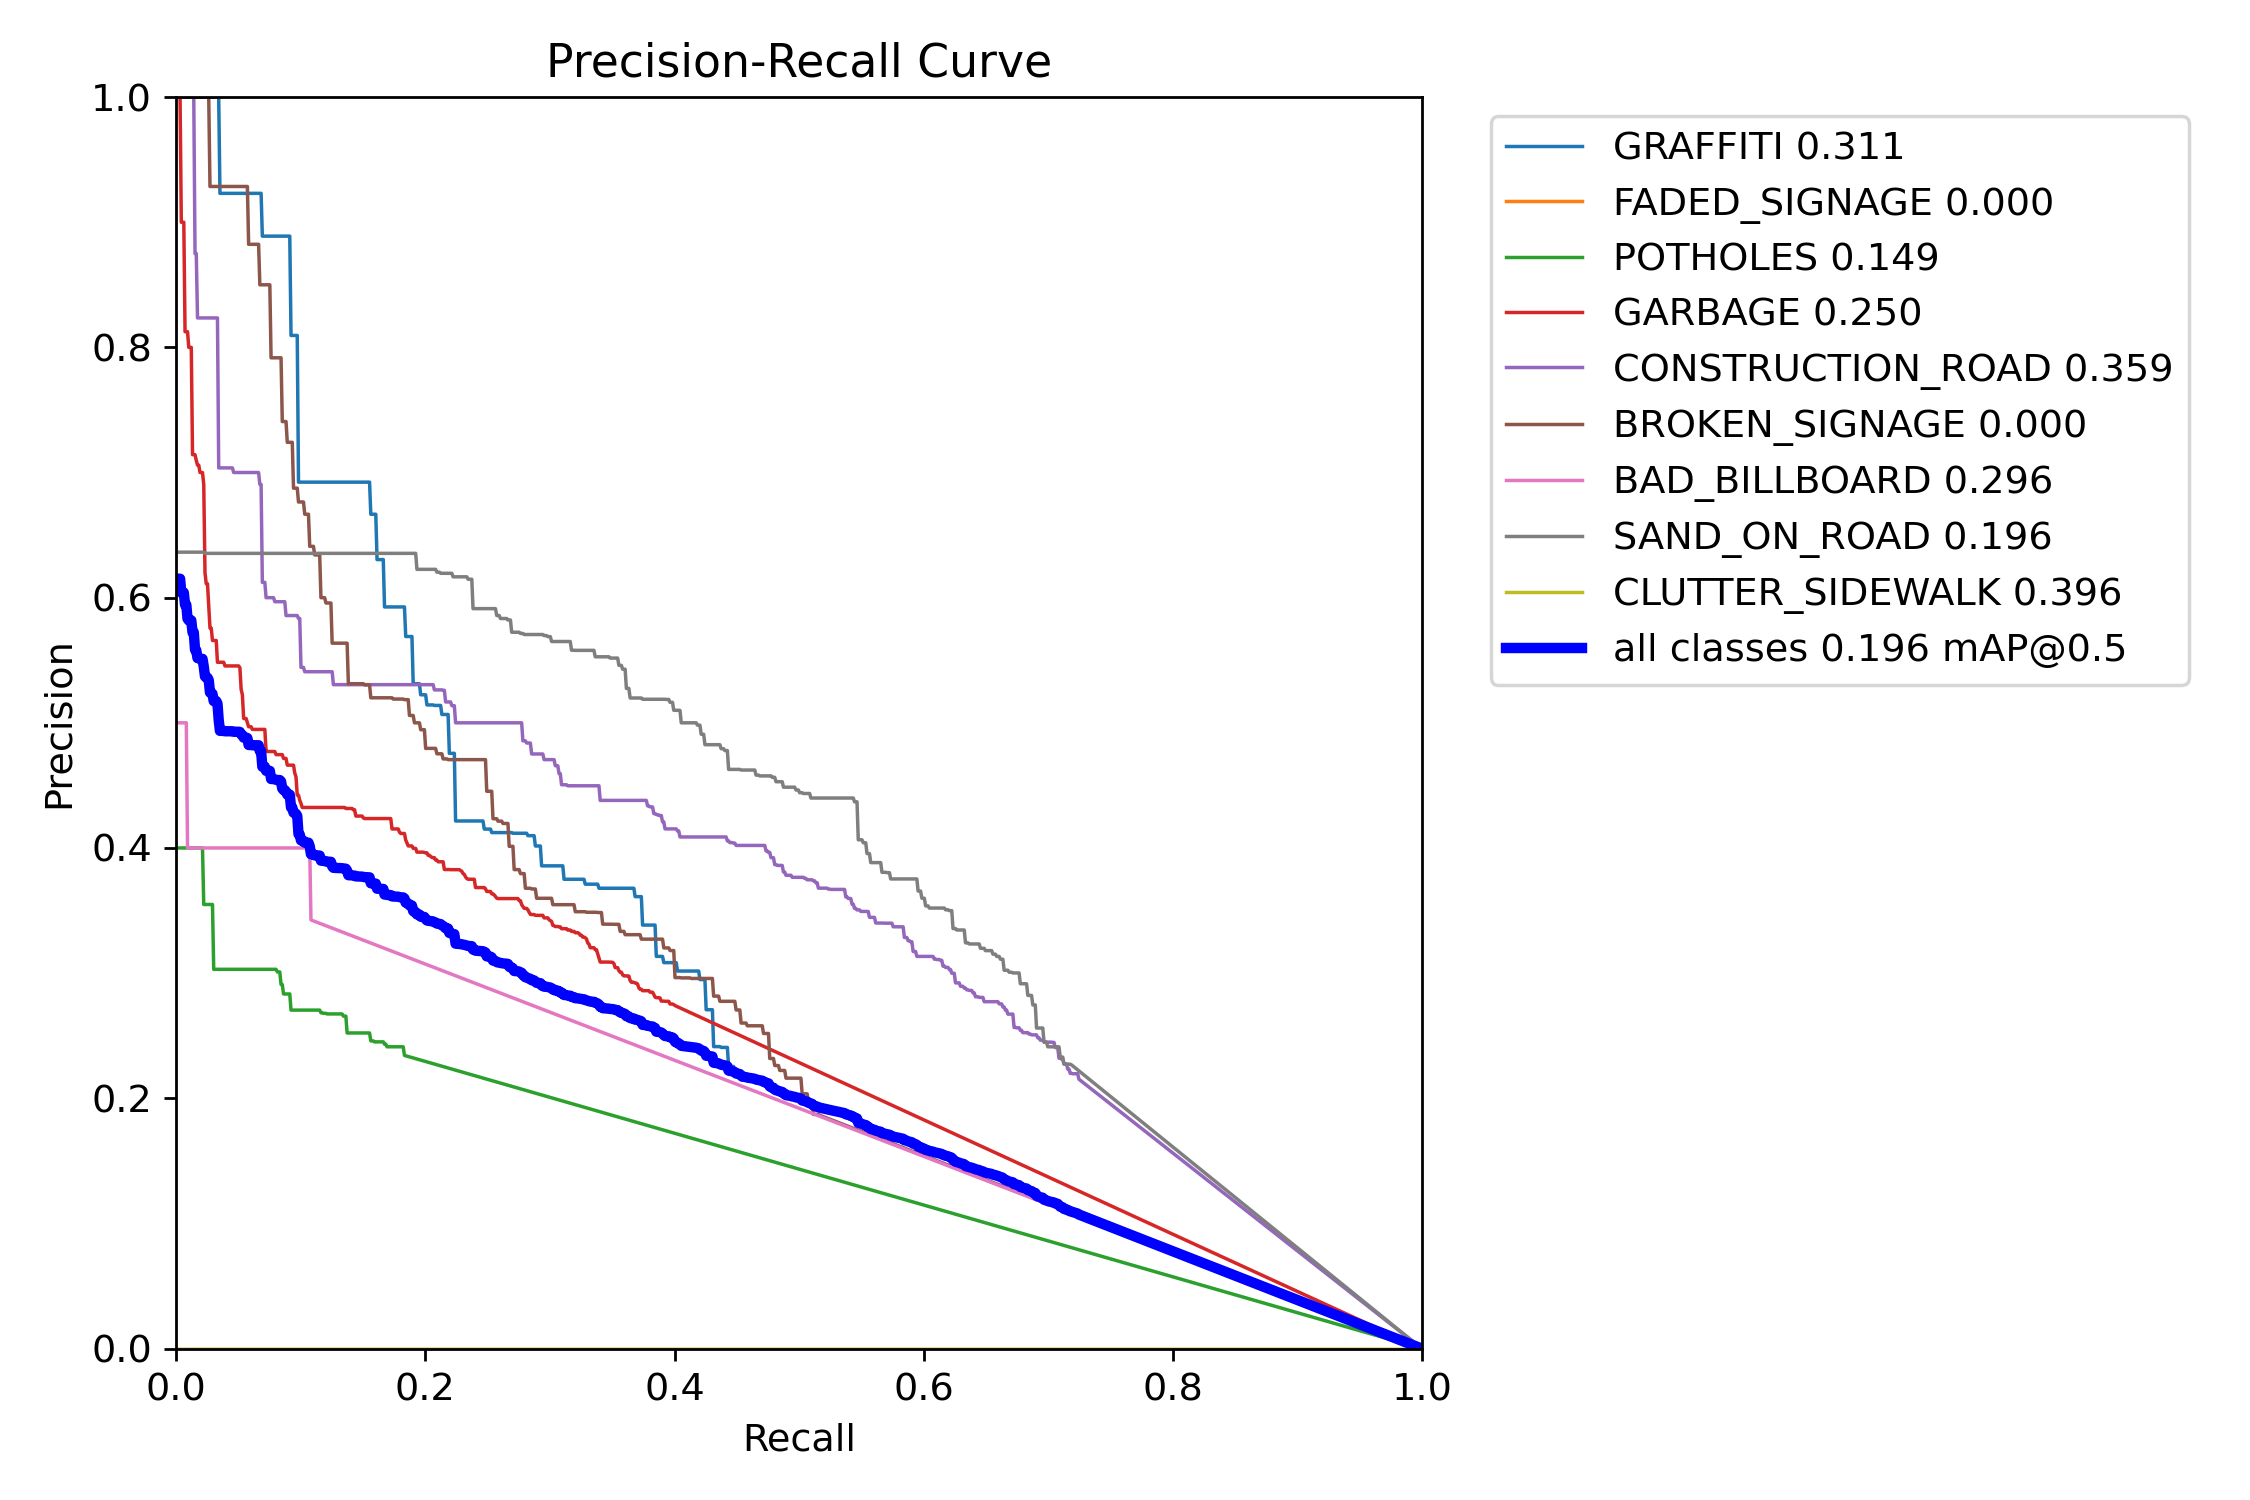 Precision-Recall Curve
1.0
0.8
0.6
0.4
0.2
0.0
Precision
0.0 0.2 0.4 0.6 0.8 1.0
Recall
GRAFFITI 0.311
FADED_SIGNAGE 0.000
POTHOLES 0.149
GARBAGE 0.250
CONSTRUCTION_ROAD 0.359
BROKEN_SIGNAGE 0.000
BAD_BILLBOARD 0.296
SAND_ON_ROAD 0.196
CLUTTER_SIDEWALK 0.396
all classes 0.196 mAP@0.5